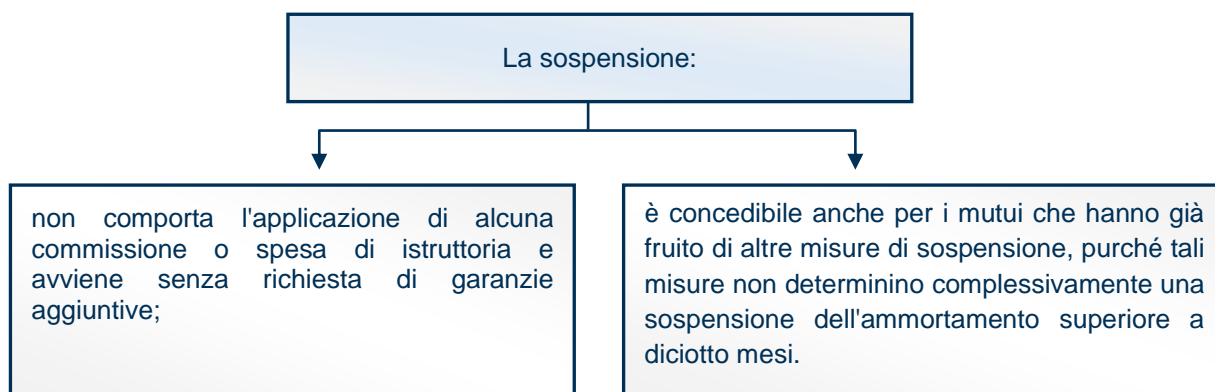 La sospensione:
non comporta l'applicazione di alcuna
commissione o spesa di istruttoria e
avviene senza richiesta di garanzie
aggiuntive;
è concedibile anche per i mutui che hanno già
fruito di altre misure di sospensione, purché tali
misure non determinino complessivamente una
sospensione dell'ammortamento superiore a
diciotto mesi.